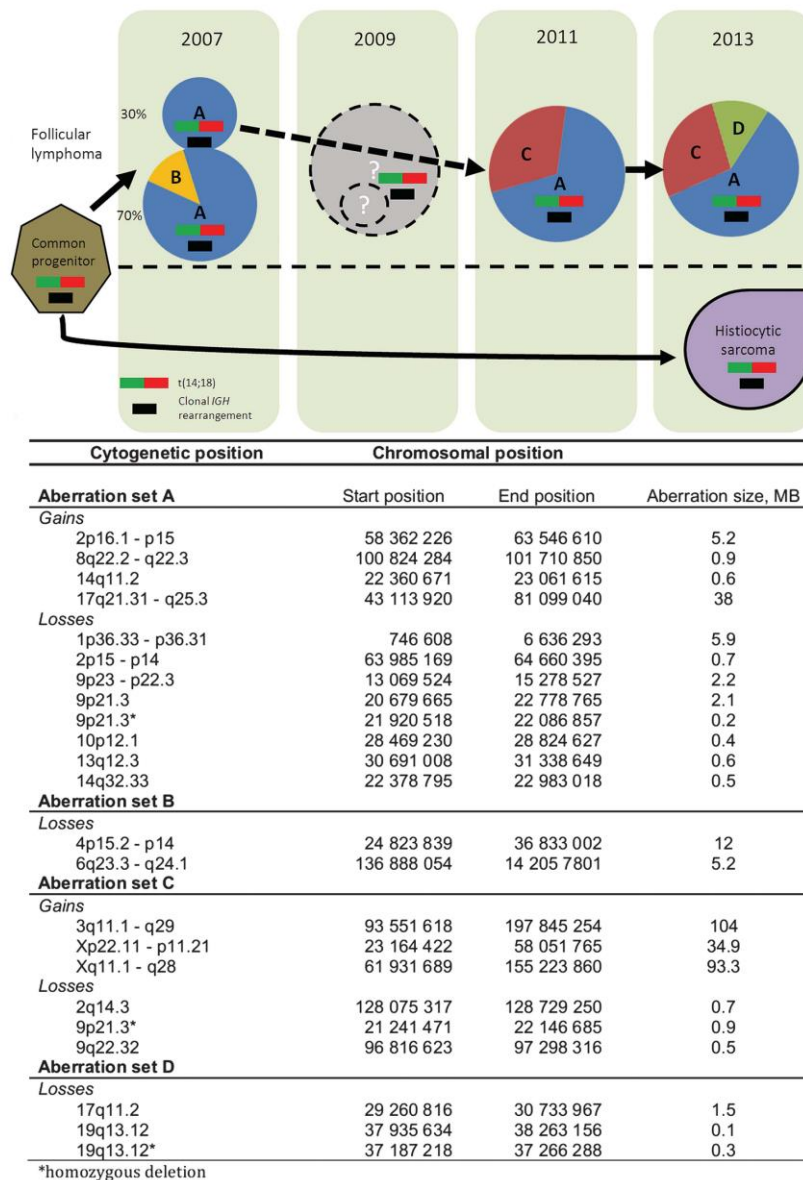 2007 2009 2011 2013
30%
A
Follicular
lymphoma
B
A
70%
?
?
C
A
D
C
A
Common
progenitor
Histiocytic
sarcoma
t(14;18)
Clonal IGH
rearrangement
Cytogenetic position Chromosomal position
Aberration set A Start position End position Aberration size, MB
Gains
2p16.1 - p15 58 362 226 63 546 610 5.2
8q22.2 - q22.3 100 824 284 101 710 850 0.9
14q11.2 22 360 671 23 061 615 0.6
17q21.31 - q25.3 43 113 920 81 099 040 38
Losses
1p36.33 - p36.31 746 608 6 636 293 5.9
2p15 - p14 63 985 169 64 660 395 0.7
9p23 - p22.3 13 069 524 15 278 527 2.2
9p21.3 20 679 665 22 778 765 2.1
9p21.3* 21 920 518 22 086 857 0.2
10p12.1 28 469 230 28 824 627 0.4
13q12.3 30 691 008 31 338 649 0.6
14q32.33 22 378 795 22 983 018 0.5
Aberration set B
Losses
4p15.2 - p14 24 823 839 36 833 002 12
6q23.3 - q24.1 136 888 054 14 205 7801 5.2
Aberration set C
Gains
3q11.1 - q29 93 551 618 197 845 254 104
Xp22.11 - p11.21 23 164 422 58 051 765 34.9
Xq11.1 - q28 61 931 689 155 223 860 93.3
Losses
2q14.3 128 075 317 128 729 250 0.7
9p21.3* 21 241 471 22 146 685 0.9
9q22.32 96 816 623 97 298 316 0.5
Aberration set D
Losses
17q11.2 29 260 816 30 733 967 1.5
19q13.12 37 935 634 38 263 156 0.1
19q13.12* 37 187 218 37 266 288 0.3
*homozygous deletion